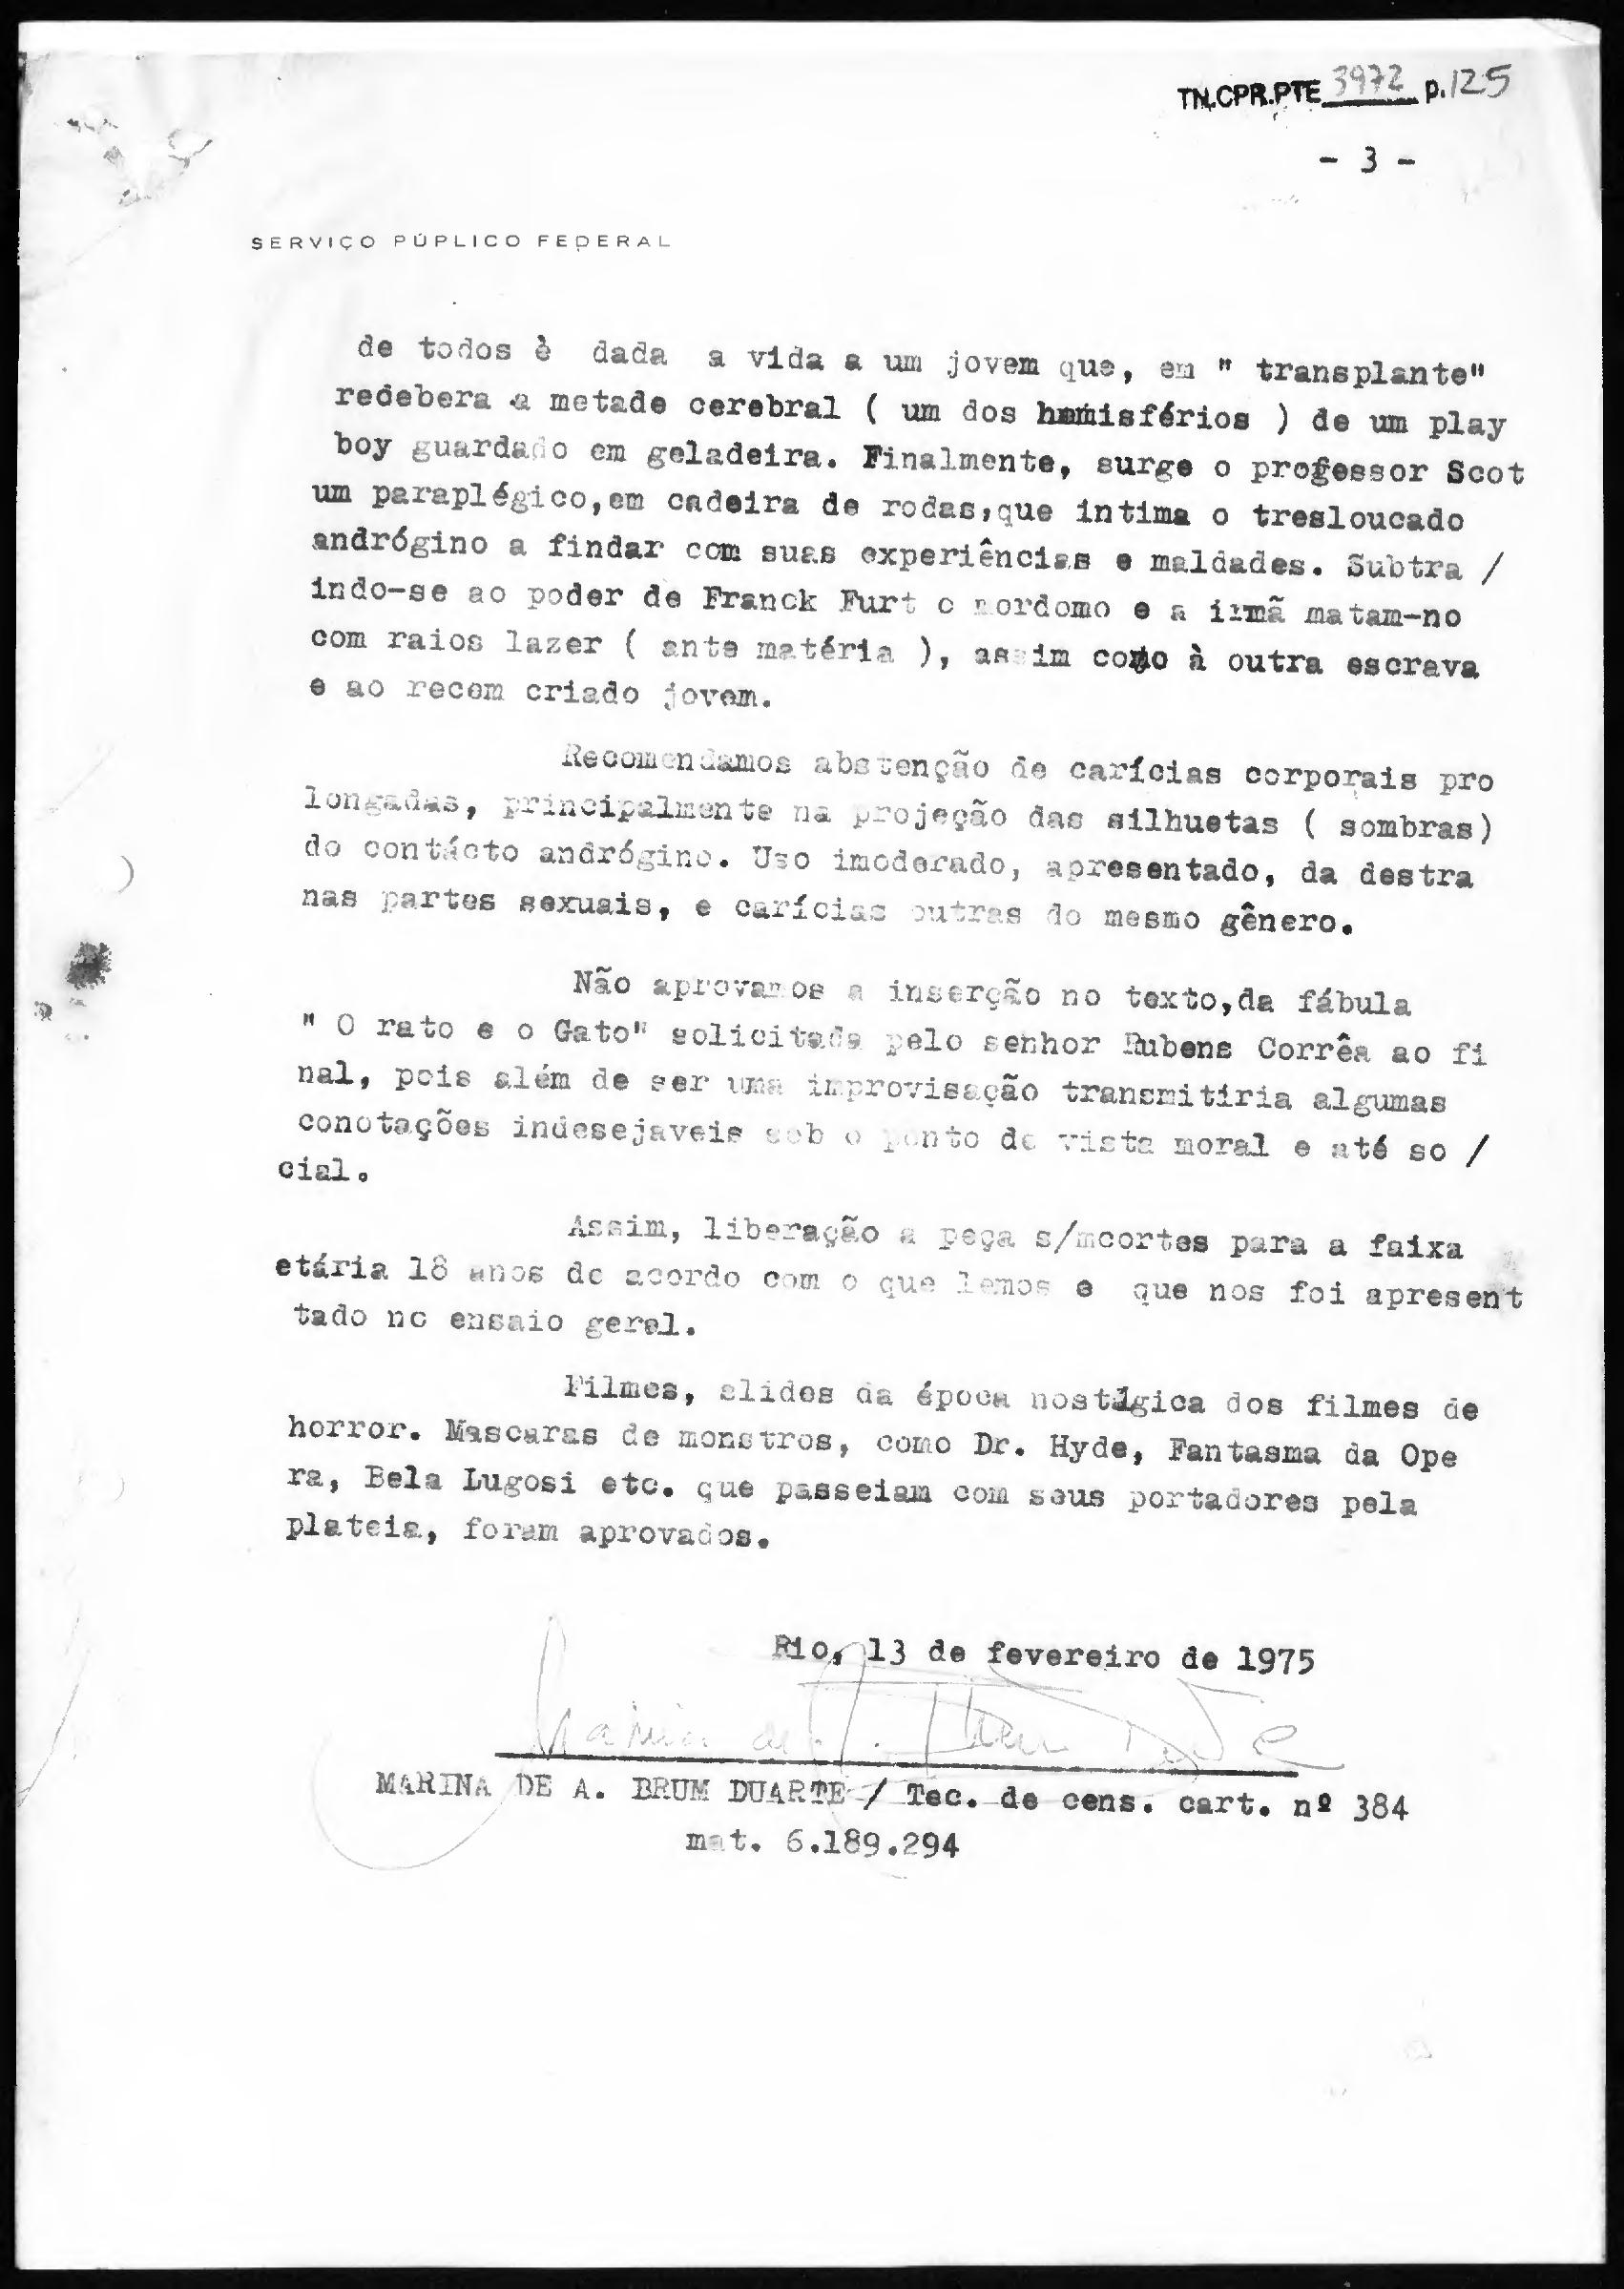 TN.CPR.PTE 3972 p.125
- 3 -
SERVIÇO PÚPLICO FEDERAL
de todos è dada a vida a um jovem que, em " transplante"
redebera a metade cerebral ( um dos hemisférios ) de um play
boy guardado em geladeira. Finalmente, surge o professor Scot
um paraplégico,em cadeira de rodas,que intima o tresloucado
andrógino a findar com suas experiências e maldades. Subtra /
indo-se ao poder de Franck Furt o mordomo e a irmã matam-no
com raios lazer ( ante matéria ), assim como à outra escrava
e ao recem criado jovem.
Recomendamos abstenção de carícias corporais pro
longadas, principalmente na projeção das silhuetas ( sombras)
do contácto andrógino. Uso imoderado, apresentado, da destra
nas partes sexuais, e carícias outras do mesmo gênero.
Não aprovamos a inserção no texto,da fábula
" O rato e o Gato" solicitada pelo senhor Rubens Corrêa ao fi
nal, pois além de ser uma improvisação transmitiria algumas
conotações indesejaveis sob o ponto de vista moral e até so /
cial.
Assim, liberação a peça s/mcortes para a faixa
etária 18 anos de acordo com o que lemos e que nos foi apresent
tado no ensaio geral.
Filmes, slides da época nostálgica dos filmes de
horror. Mascaras de monstros, como Dr. Hyde, Fantasma da Ope
ra, Bela Lugosi etc. que passeiam com seus portadores pela
plateia, foram aprovados.
Rio, 13 de fevereiro de 1975
MARINA DE A. BRUM DUARTE / Tec. de cens. cart. nº 384
mat. 6.189.294